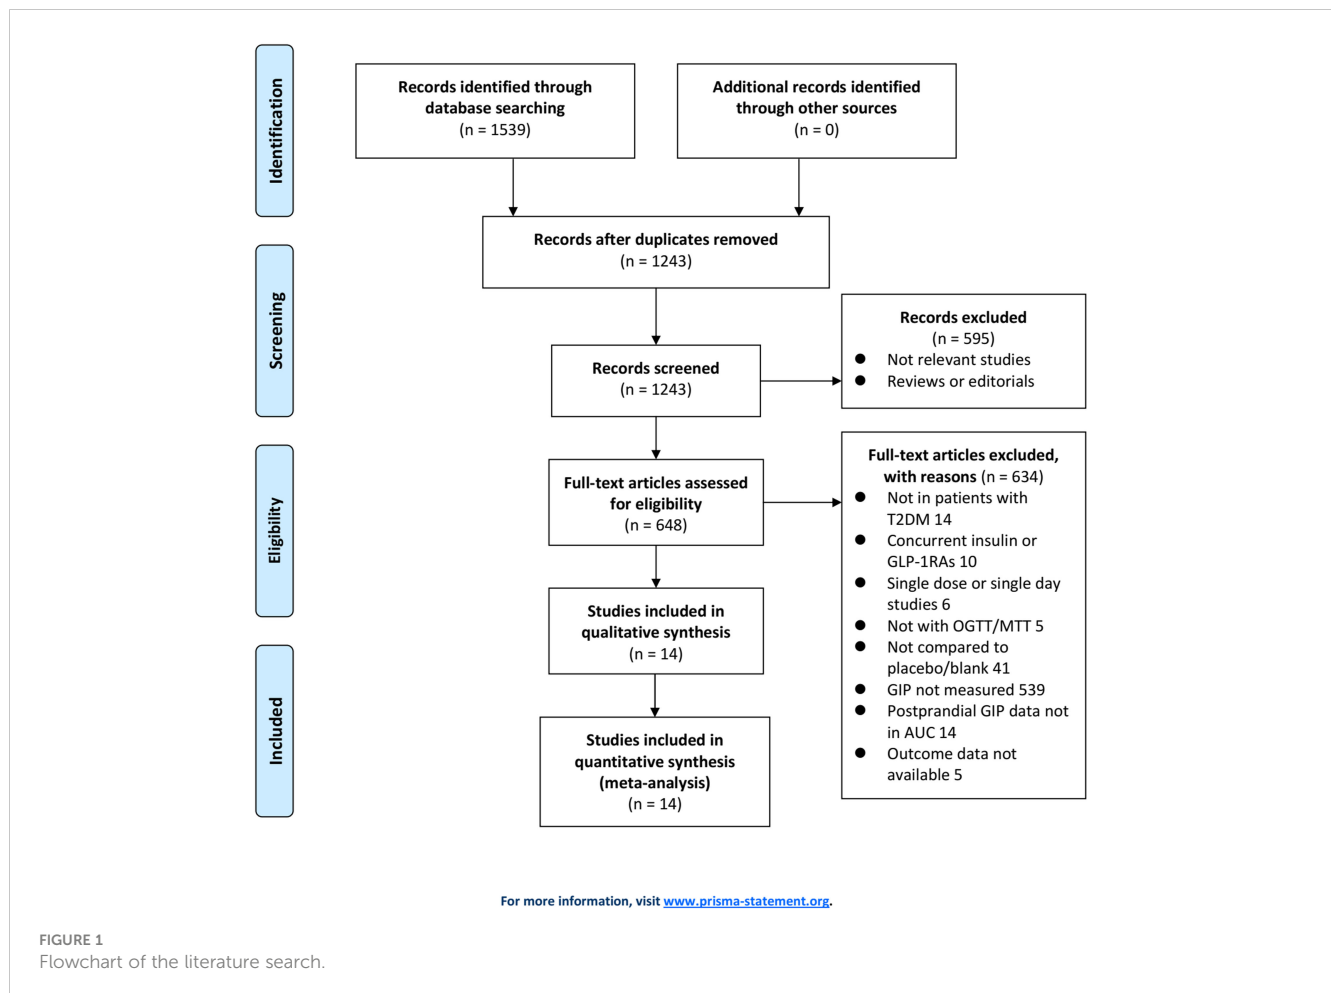 Identification
Records identified through
database searching
(n = 1539)
Additional records identified
through other sources
(n = 0)
Records after duplicates removed
(n = 1243)
Screening
Records screened
(n = 1243)
Records excluded
(n = 595)
● Not relevant studies
● Reviews or editorials
Eligibility
Full-text articles assessed
for eligibility
(n = 648)
Full-text articles excluded,
with reasons (n = 634)
● Not in patients with
T2DM 14
● Concurrent insulin or
GLP-1RAs 10
● Single dose or single day
studies 6
● Not with OGTT/MTT 5
● Not compared to
placebo/blank 41
● GIP not measured 539
● Postprandial GIP data not
in AUC 14
● Outcome data not
available 5
Studies included in
qualitative synthesis
(n = 14)
Included
Studies included in
quantitative synthesis
(meta-analysis)
(n = 14)
For more information, visit www.prisma-statement.org.
FIGURE 1
Flowchart of the literature search.